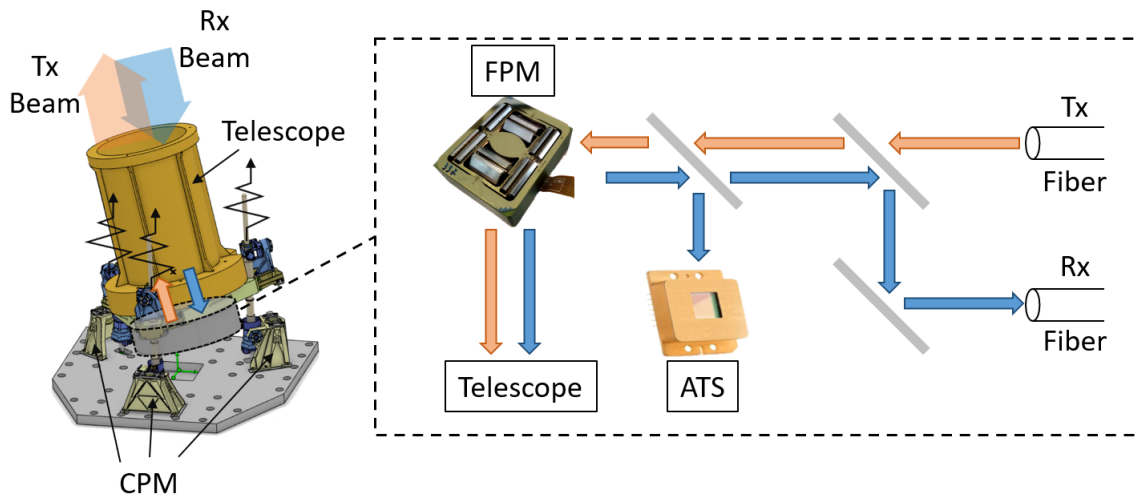 Rx
Beam
Tx
Beam
Telescope
CPM
FPM
Tx
Fiber
Rx
Fiber
Telescope
ATS